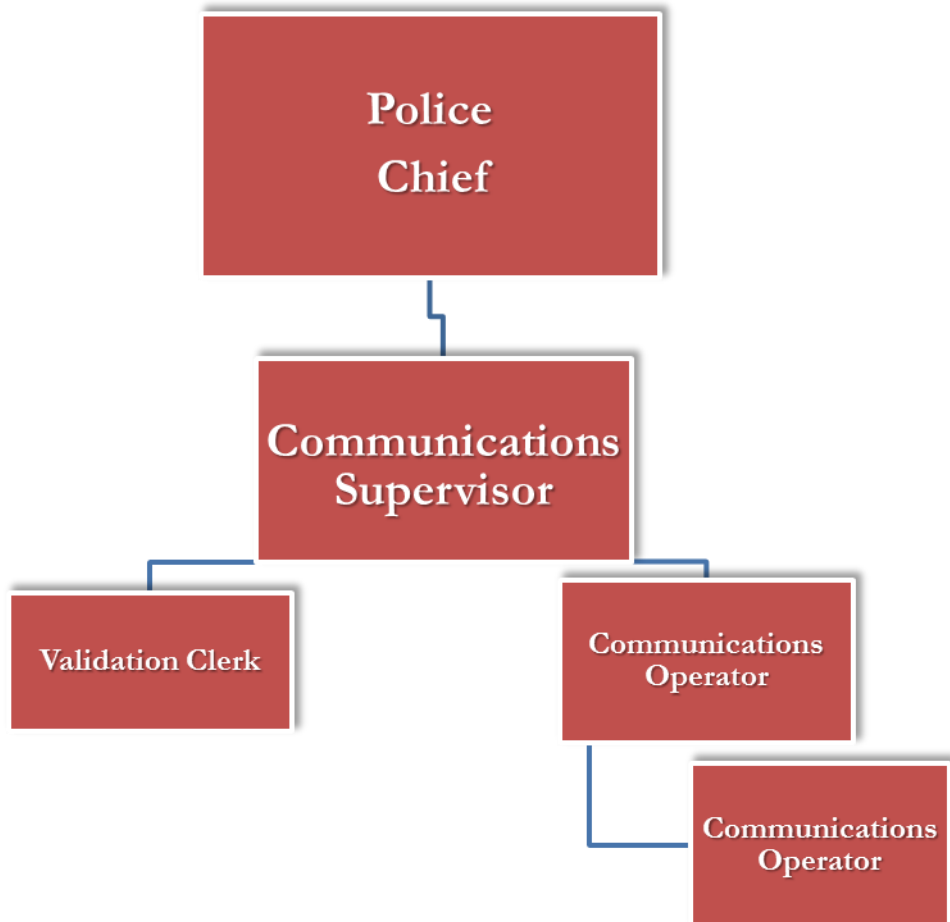 Police
Chief
Communications
Supervisor
Validation Clerk
Communications
Operator
Communications
Operator